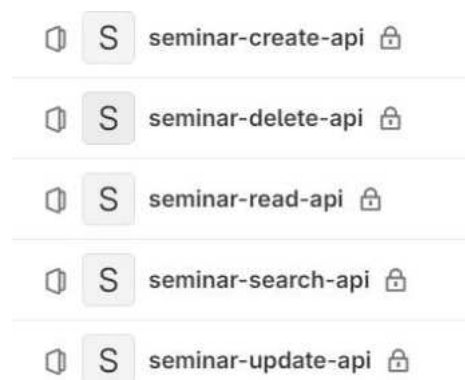 S seminar-create-api
S seminar-delete-api
S seminar-read-api
S seminar-search-api
S seminar-update-api